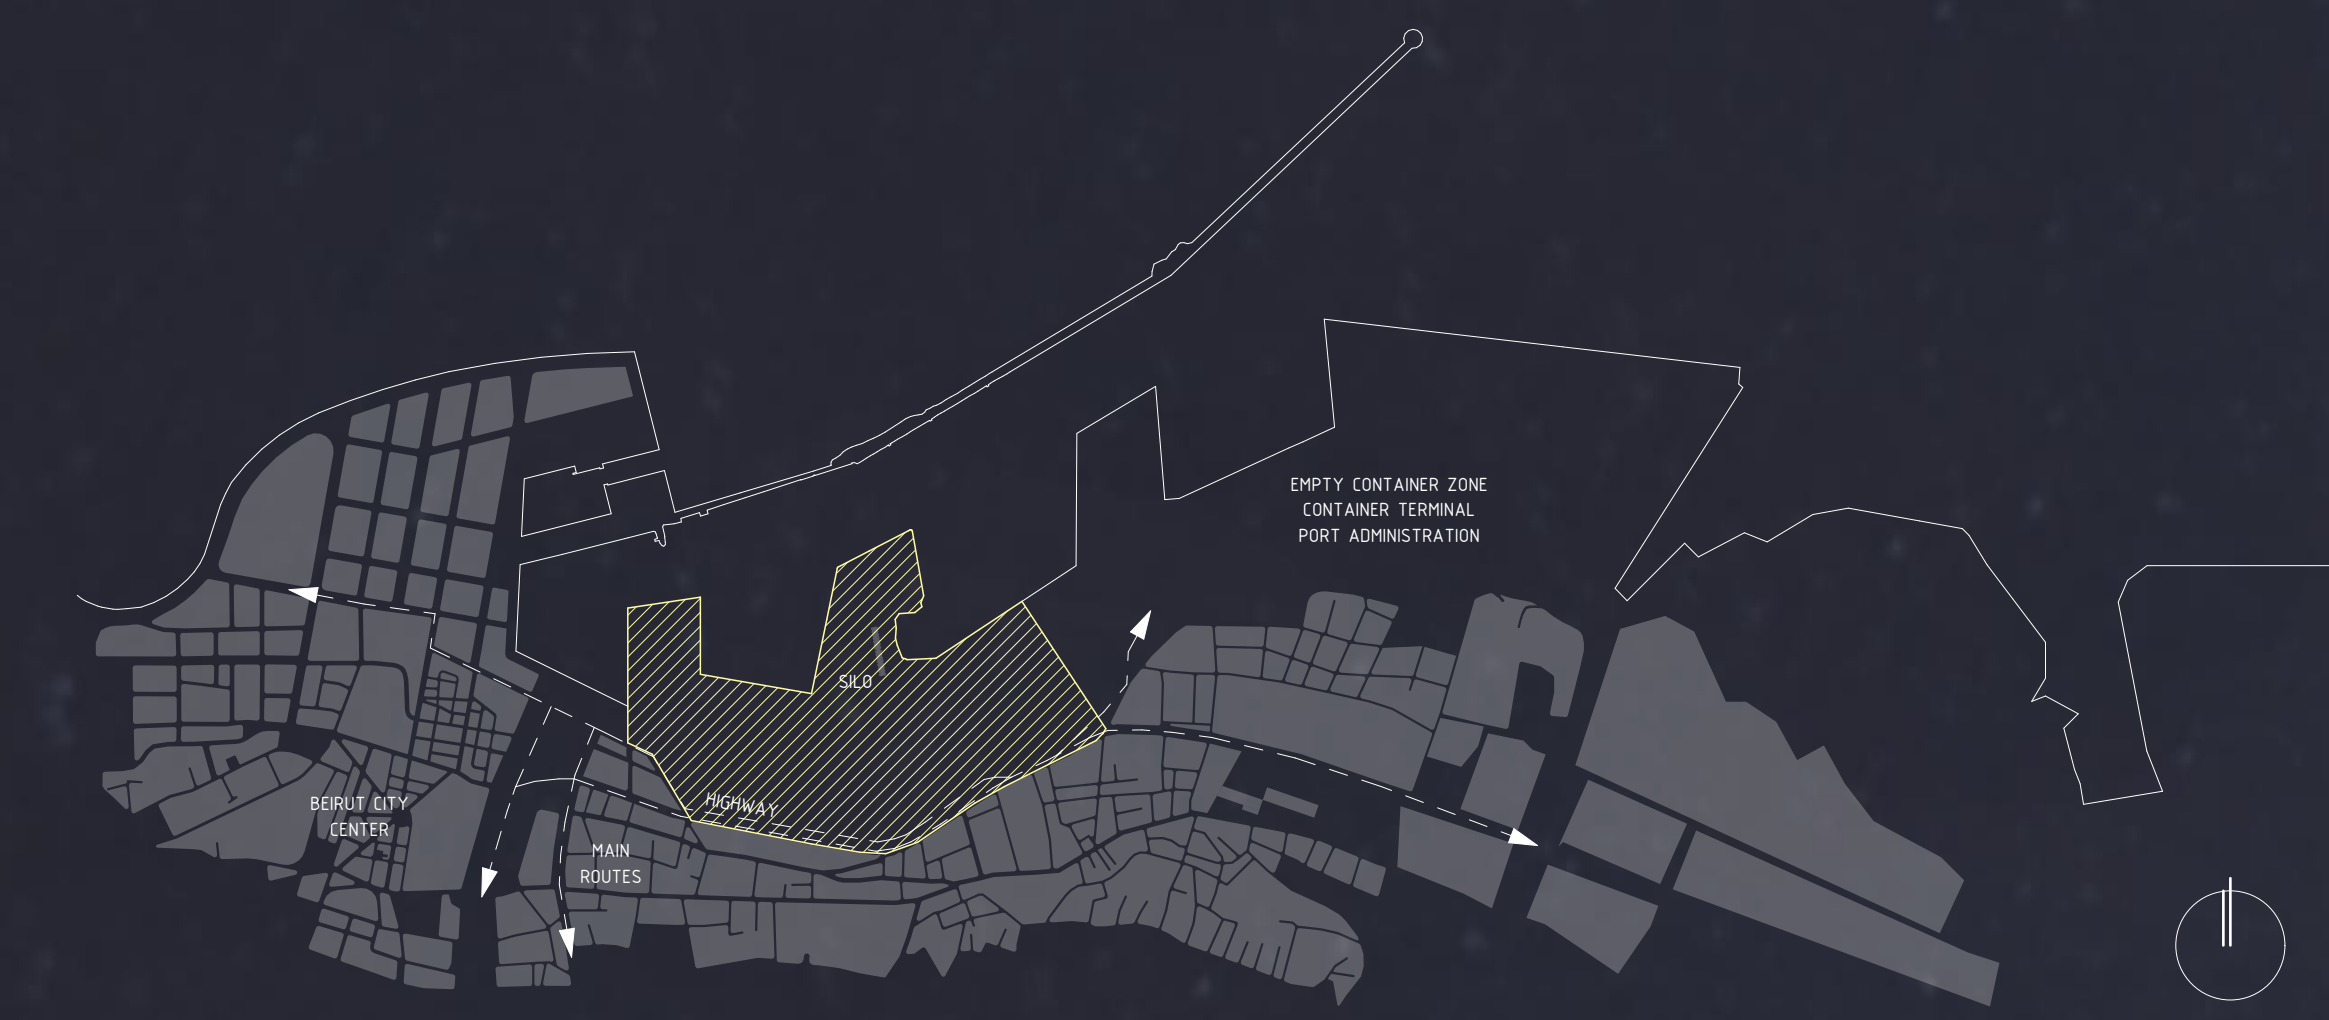 EMPTY CONTAINER ZONE
CONTAINER TERMINAL
PORT ADMINISTRATION
SILO
HIGHWAY
BEIRUT CITY
CENTER
MAIN
ROUTES